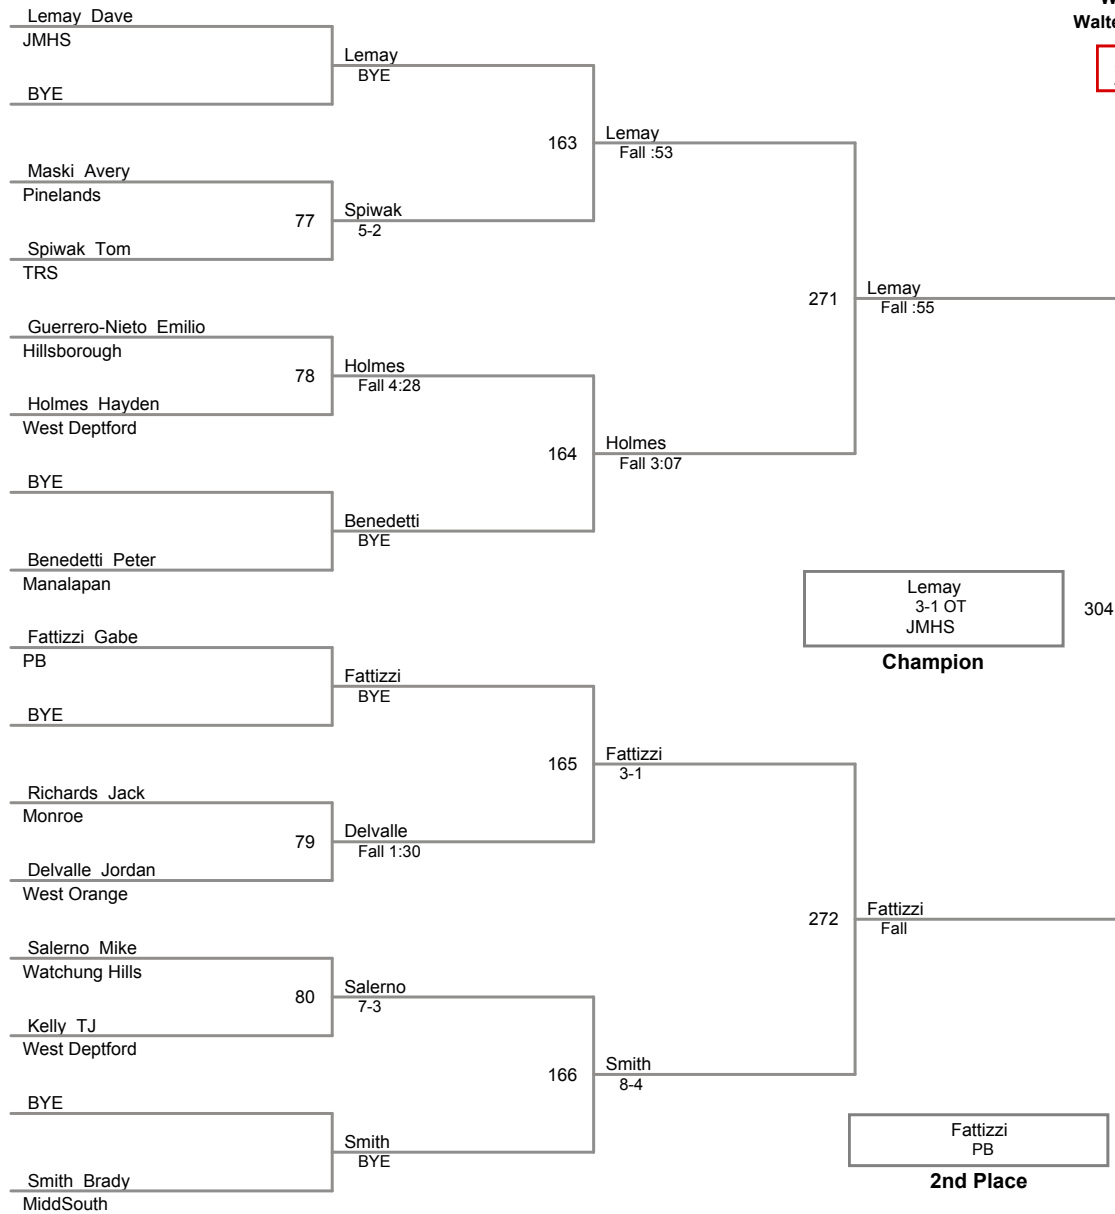 Lemay Dave
JMHS
BYE
Lemay
BYE
Maski Avery
Pinelands
77
Spiwak Tom
TRS
Spiwak
5-2
163
Lemay
Fall :53
Guerrero-Nieto Emilio
Hillsborough
78
Holmes Hayden
West Deptford
Holmes
Fall 4:28
BYE
Benedetti Peter
Manalapan
Benedetti
BYE
164
Holmes
Fall 3:07
271
Lemay
Fall :55
Fattizzi Gabe
PB
BYE
Fattizzi
BYE
Richards Jack
Monroe
79
Delvalle Jordan
West Orange
Delvalle
Fall 1:30
165
Fattizzi
3-1
Salerno Mike
Watchung Hills
80
Kelly TJ
West Deptford
Salerno
7-3
BYE
Smith Brady
MiddSouth
Smith
BYE
166
Smith
8-4
272
Fattizzi
Fall
Lemay
3-1 OT
JMHS
304
Champion
Fattizzi
PB
2nd Place